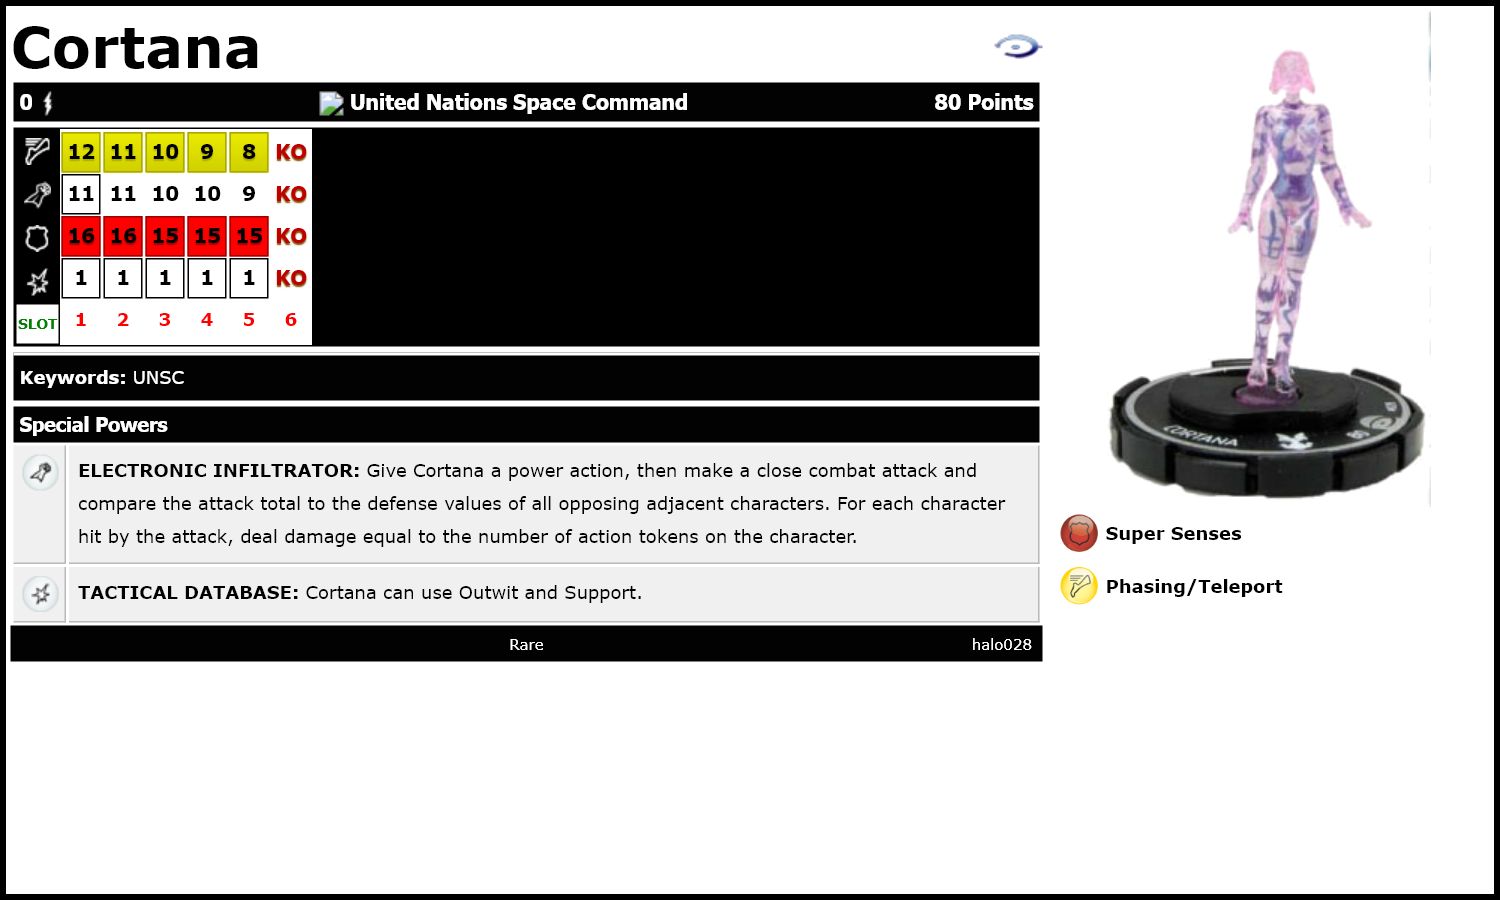 Cortana
0 United Nations Space Command 80 Points
12 11 10 9 8 KO
11 11 10 10 9 KO
16 16 15 15 15 KO
1 1 1 1 1 KO
SLOT 1 2 3 4 5 6
Keywords: UNSC
Special Powers
ELECTRONIC INFILTRATOR: Give Cortana a power action, then make a close combat attack and
compare the attack total to the defense values of all opposing adjacent characters. For each character
hit by the attack, deal damage equal to the number of action tokens on the character.
TACTICAL DATABASE: Cortana can use Outwit and Support.
Rare halo028
CORTANA
Super Senses
Phasing/Teleport